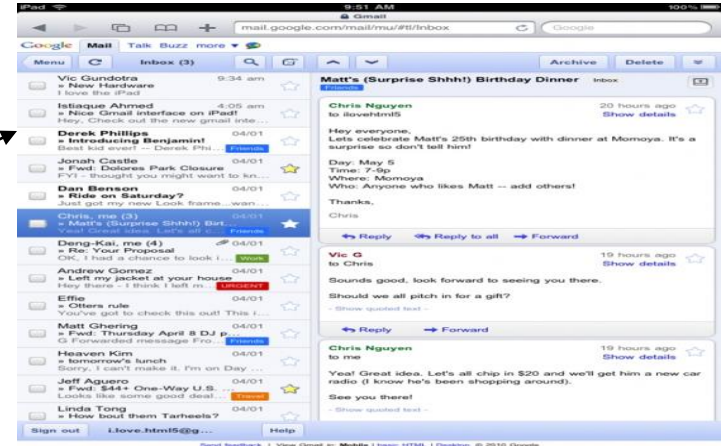 iPad 9:51 AM 100%
Gmail
mail.google.com/mail/mu/#tl/Inbox Google
Google Mail Talk Buzz more
Menu Inbox (3) Archive Delete
Vic Gundotra 9:34 am
» New Hardware
I love the iPad
Istiaque Ahmed 4:05 am
» Nice Gmail interface on iPad!
Hey, Check out the new gmail inte...
Derek Phillips 04/01
» Introducing Benjamin!
Best kid ever! -- Derek Phi... Friends
Jonah Castle 04/01
» Fwd: Dolores Park Closure
FYI - thought you might want to kn...
Dan Benson 04/01
» Ride on Saturday?
Just got my new Look frame...wan...
Chris, me (3) 04/01
» Matt's (Surprise Shhh!) Birt...
Yea! Great idea. Let's all c... Friends
Deng-Kai, me (4) 04/01
» Re: Your Proposal
OK, I had a chance to look i... Work
Andrew Gomez 04/01
» Left my jacket at your house
Hey there - I think I left m... URGENT
Effie 04/01
» Otters rule
You've got to check this out! This i...
Matt Ghering 04/01
» Fwd: Thursday April 8 DJ p...
G Forwarded message Fro... Friends
Heaven Kim 04/01
» tomorrow's lunch
Sorry, I can't make it. I'm on Day ...
Jeff Aguero 04/01
» Fwd: $44+ One-Way U.S. ...
Looks like some good deal... Travel
Linda Tong 04/01
» How bout them Tarheels?
Sign out i.love.html5@g... Help
Matt's (Surprise Shhh!) Birthday Dinner Inbox
Friends
Chris Nguyen 20 hours ago
to ilovehtml5 Show details
Hey everyone,
Lets celebrate Matt's 25th birthday with dinner at Momoya. It's a
surprise so don't tell him!
Day: May 5
Time: 7-9p
Where: Momoya
Who: Anyone who likes Matt -- add others!
Thanks,
Chris
Reply Reply to all Forward
Vic G 19 hours ago
to Chris Show details
Sounds good, look forward to seeing you there.
Should we all pitch in for a gift?
- Show quoted text -
Reply Forward
Chris Nguyen 19 hours ago
to me Show details
Yea! Great idea. Let's all chip in $20 and we'll get him a new car
radio (I know he's been shopping around).
See you there!
- Show quoted text -
Send feedback | View Gmail in: Mobile | basic HTML | Desktop © 2010 Google